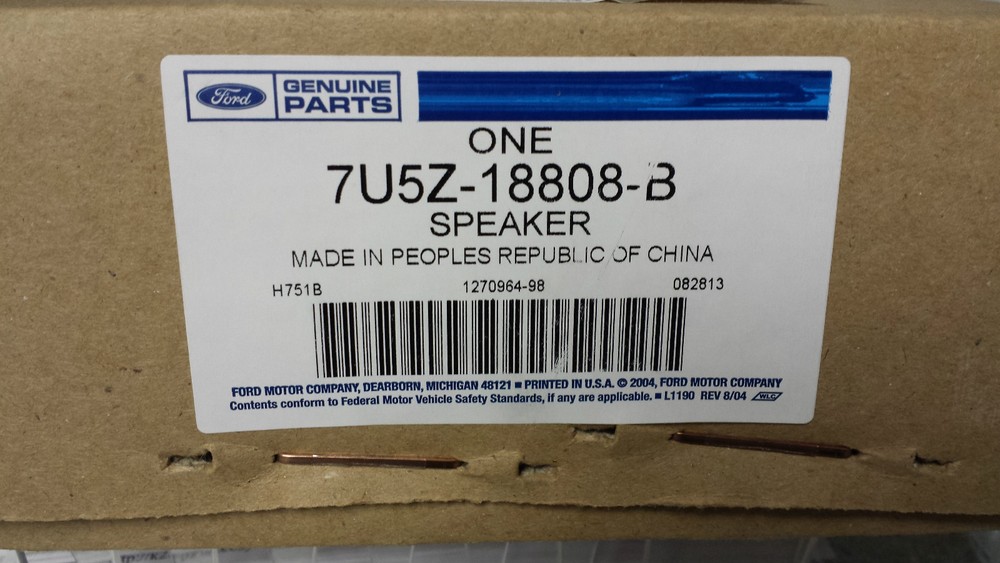 Ford GENUINE
PARTS
ONE
7U5Z-18808-B
SPEAKER
MADE IN PEOPLES REPUBLIC OF CHINA
H751B 1270964-98 082813
FORD MOTOR COMPANY, DEARBORN, MICHIGAN 48121 ■ PRINTED IN U.S.A. © 2004, FORD MOTOR COMPANY
Contents conform to Federal Motor Vehicle Safety Standards, if any are applicable. ■ L1190 REV 8/04 WLC